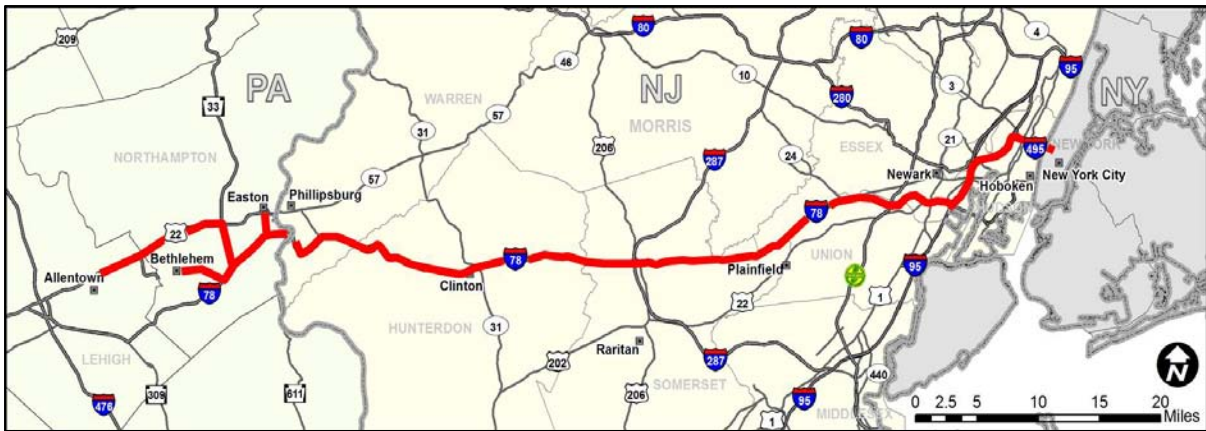 209
80
80
4
95
PA
NJ
NY
46
10
33
WARREN
57
280
3
31
MORRIS
206
287
21
NORTHAMPTON
24
ESSEX
495
NEW YORK
57
Newark
New York City
Easton
Phillipsburg
Hoboken
22
78
Allentown
Bethlehem
78
78
Clinton
Plainfield
UNION
95
22
1
HUNTERDON
31
Raritan
LEHIGH
202
287
476
309
611
206
SOMERSET
95
440
1
MIDDLESEX
N
0 2.5 5 10 15 20
Miles